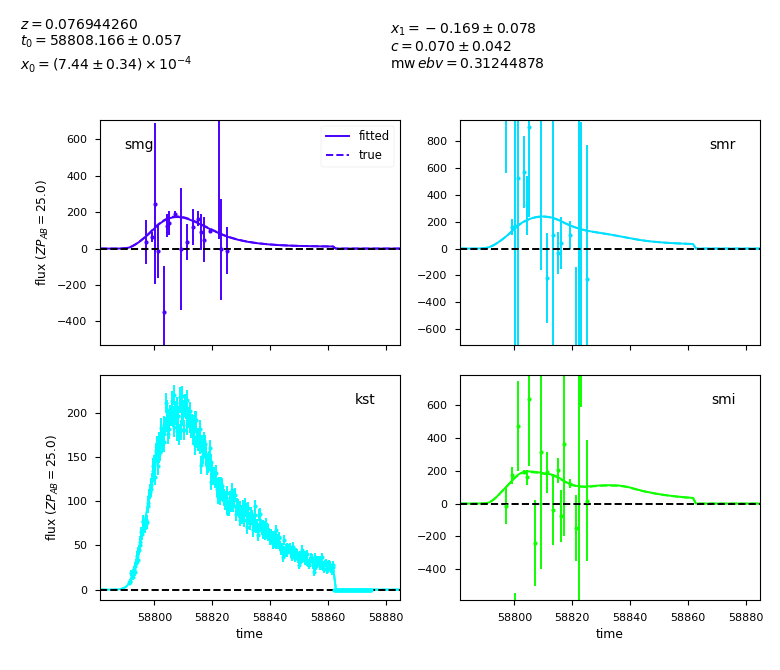 z = 0.076944260
t₀ = 58808.166 ± 0.057
x₀ = (7.44 ± 0.34) × 10⁻⁴
x₁ = −0.169 ± 0.078
c = 0.070 ± 0.042
mw ebv = 0.31244878
smg
fitted
true
600
400
200
0
−200
−400
flux (ZP_AB = 25.0)
smr
800
600
400
200
0
−200
−400
−600
kst
200
150
100
50
0
flux (ZP_AB = 25.0)
58800
58820
58840
58860
58880
time
smi
600
400
200
0
−200
−400
58800
58820
58840
58860
58880
time